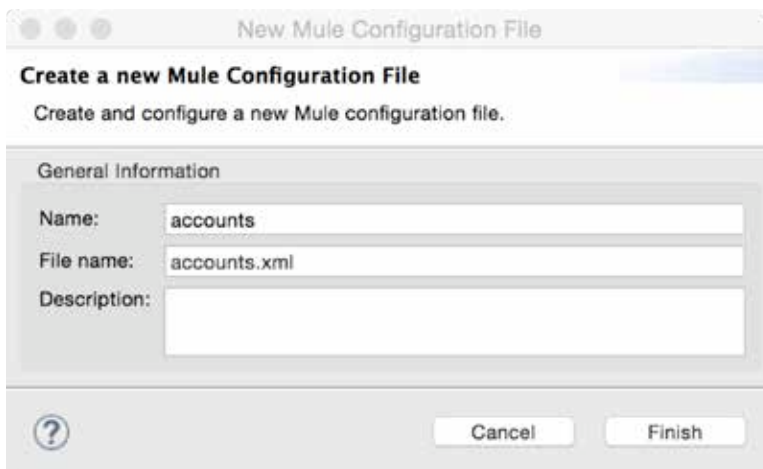 New Mule Configuration File
Create a new Mule Configuration File
Create and configure a new Mule configuration file.
General Information
Name: accounts
File name: accounts.xml
Description:
? Cancel Finish